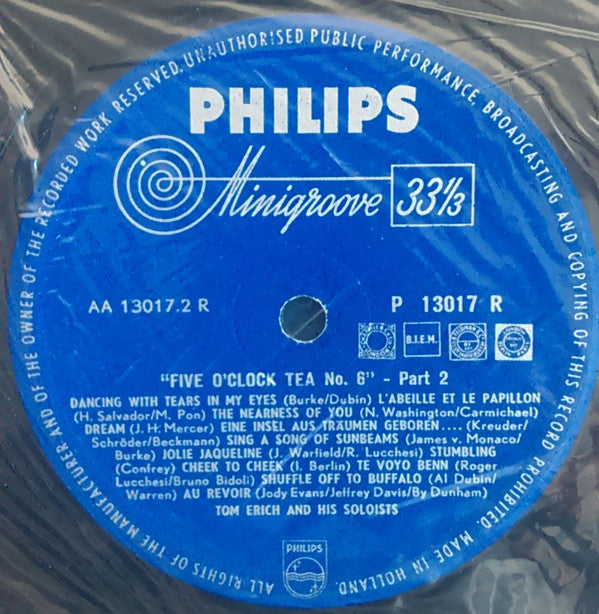 ALL RIGHTS OF THE MANUFACTURER AND OF THE OWNER OF THE RECORDED WORK RESERVED. UNAUTHORISED PUBLIC PERFORMANCE, BROADCASTING AND COPYING OF THIS RECORD PROHIBITED. MADE IN HOLLAND.
PHILIPS
Minigroove 33⅓
AA 13017.2 R P 13017 R
B.I.E.M.
"FIVE O'CLOCK TEA No. 6" - Part 2
DANCING WITH TEARS IN MY EYES (Burke/Dubin) L'ABEILLE ET LE PAPILLON
(H. Salvador/M. Pon) THE NEARNESS OF YOU (N. Washington/Carmichael)
DREAM (J. H. Mercer) EINE INSEL AUS TRÄUMEN GEBOREN.... (Kreuder/
Schröder/Beckmann) SING A SONG OF SUNBEAMS (James v. Monaco/
Burke) JOLIE JAQUELINE (J. Warfield/R. Lucchesi) STUMBLING
(Confrey) CHEEK TO CHEEK (I. Berlin) TE VOYO BENN (Roger
Lucchesi/Bruno Bidoli) SHUFFLE OFF TO BUFFALO (Al Dubin/
Warren) AU REVOIR (Jody Evans/Jeffrey Davis/By Dunham)
TOM ERICH AND HIS SOLOISTS
PHILIPS